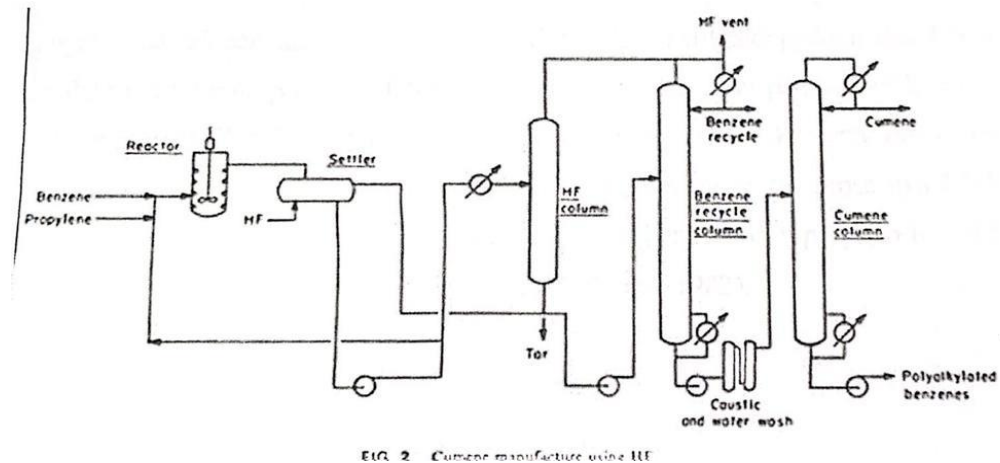 HF vent
Reactor
Settler
Benzene
recycle
Cumene
Benzene
Propylene
HF
HF
column
Benzene
recycle
column
Cumene
column
Tar
Caustic
and water wash
Polyalkylated
benzenes
FIG. 2 Cumene manufacture using HF